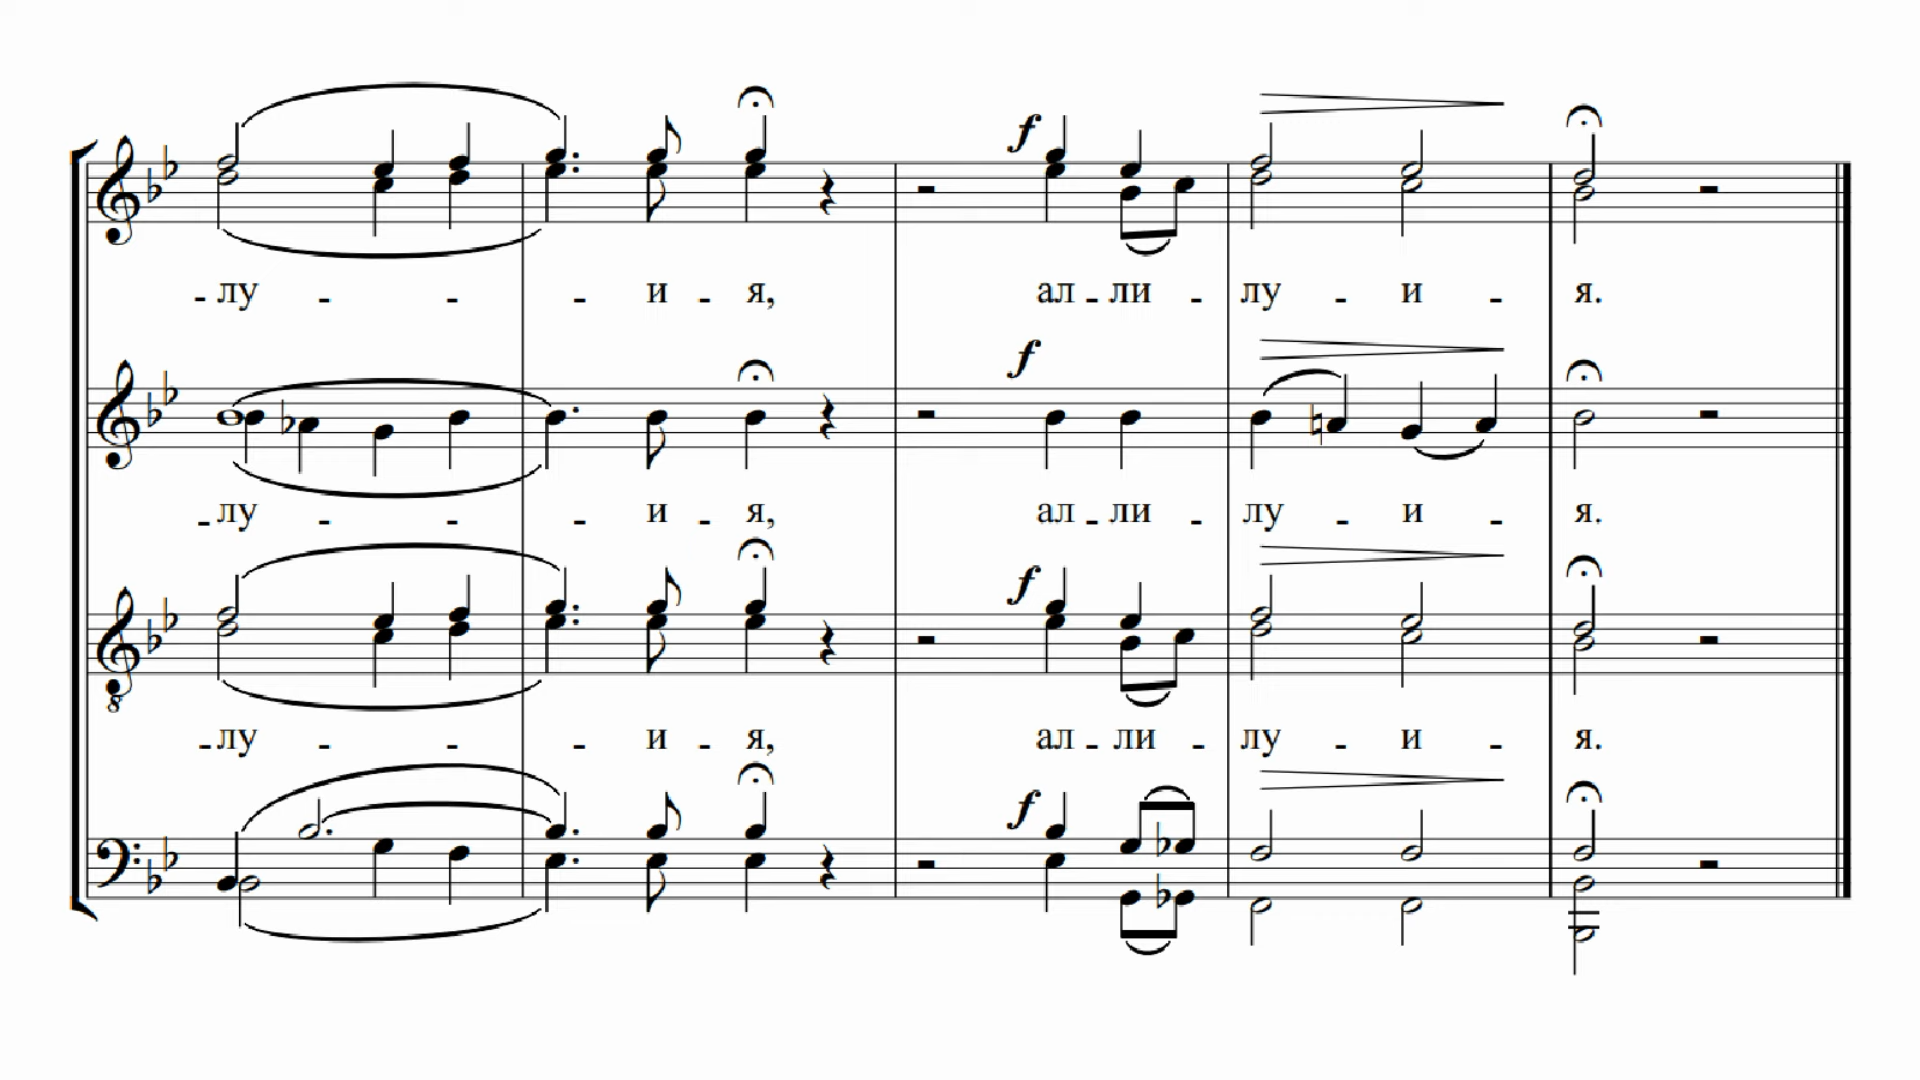 f
- лу - - - и - я, ал - ли - лу - и - я.
f
- лу - - - и - я, ал - ли - лу - и - я.
f
- лу - - - и - я, ал - ли - лу - и - я.
f